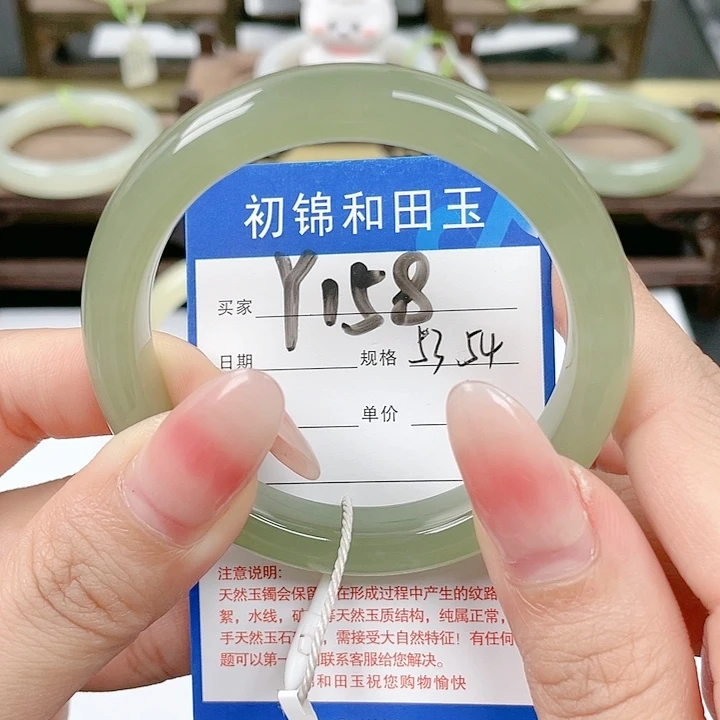 初锦和田玉
买家 Y158
日期 规格 53.54
单价
注意说明:
天然玉镯会保留 在形成过程中产生的纹路
絮,水线,矿 等天然玉质结构,纯属正常,
手天然玉石 ,需接受大自然特征!有任何
题可以第一 联系客服给您解决。
锦和田玉祝您购物愉快